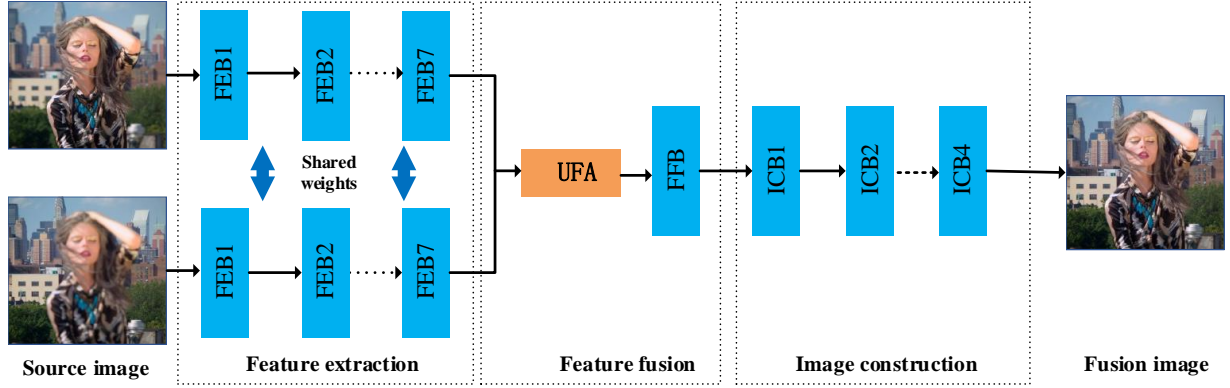 FEB1
FEB2
FEB7
Shared
weights
FEB1
FEB2
FEB7
UFA
FFB
ICB1
ICB2
ICB4
Source image
Feature extraction
Feature fusion
Image construction
Fusion image